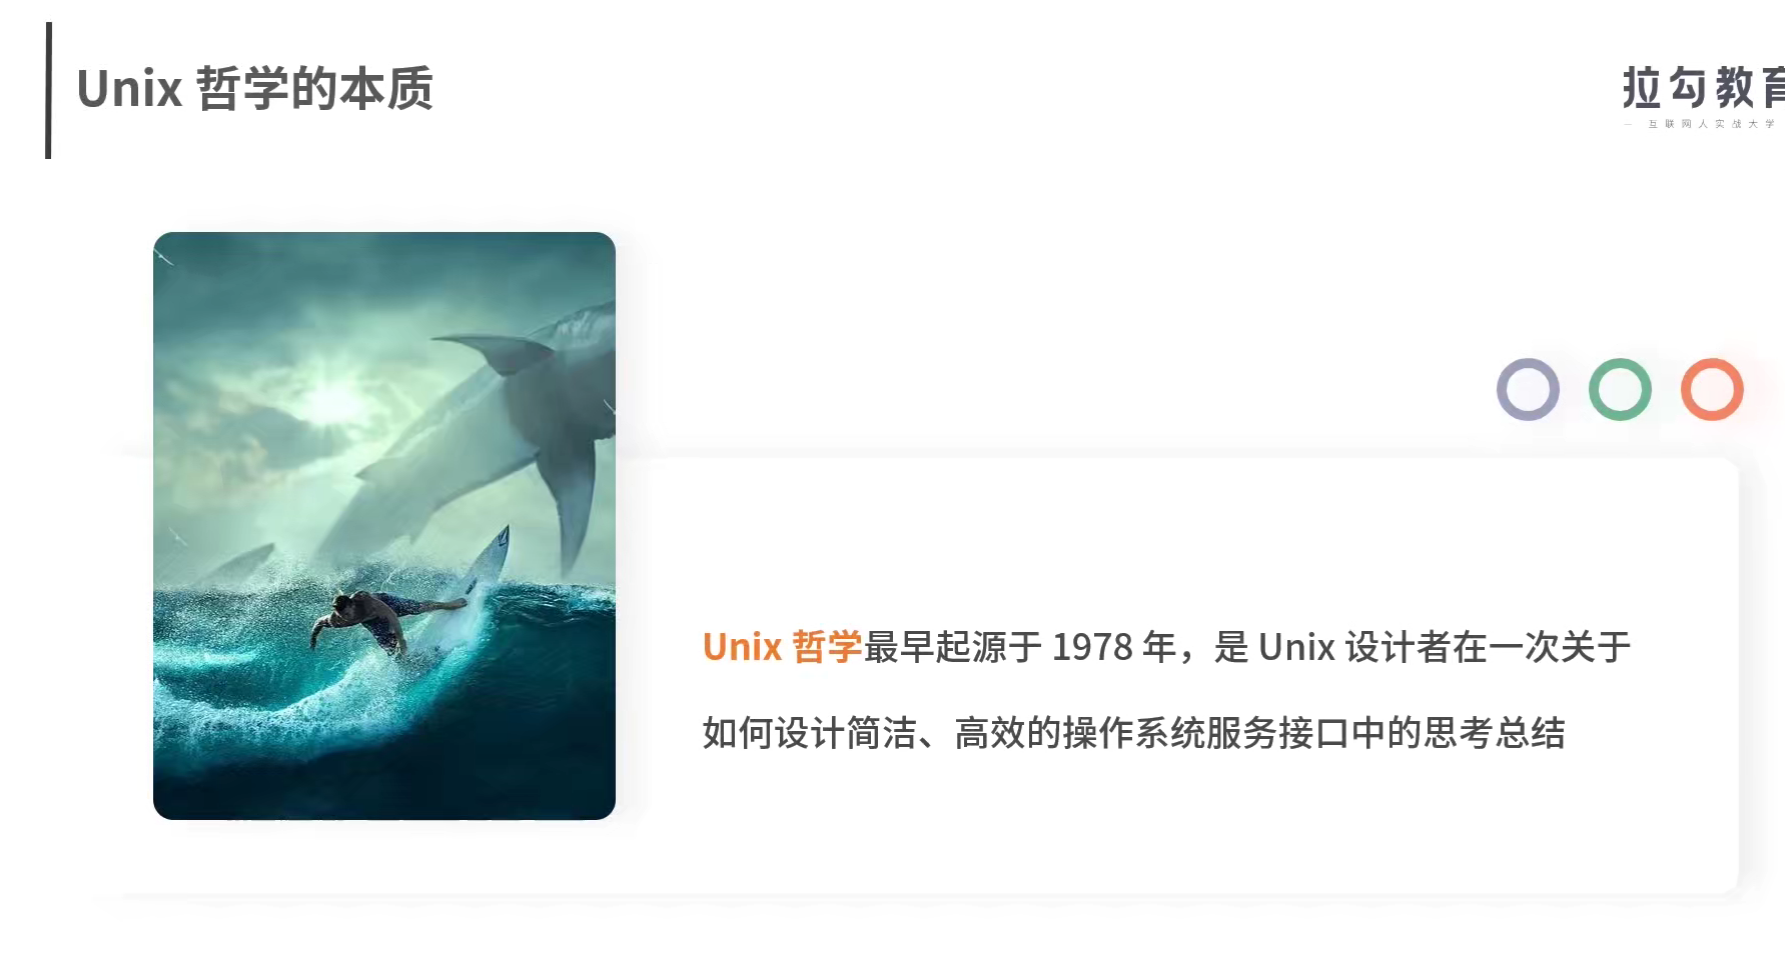 Unix 哲学的本质
拉勾教育
— 互联网人实战大学
Unix 哲学最早起源于 1978 年，是 Unix 设计者在一次关于
如何设计简洁、高效的操作系统服务接口中的思考总结